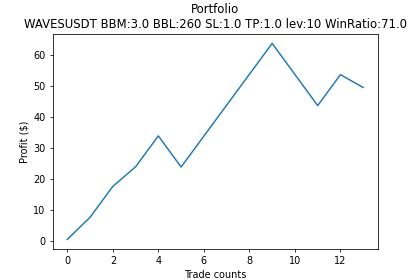 Portfolio
WAVESUSDT BBM:3.0 BBL:260 SL:1.0 TP:1.0 lev:10 WinRatio:71.0
60
50
40
30
20
10
0
Profit ($)
0 2 4 6 8 10 12
Trade counts